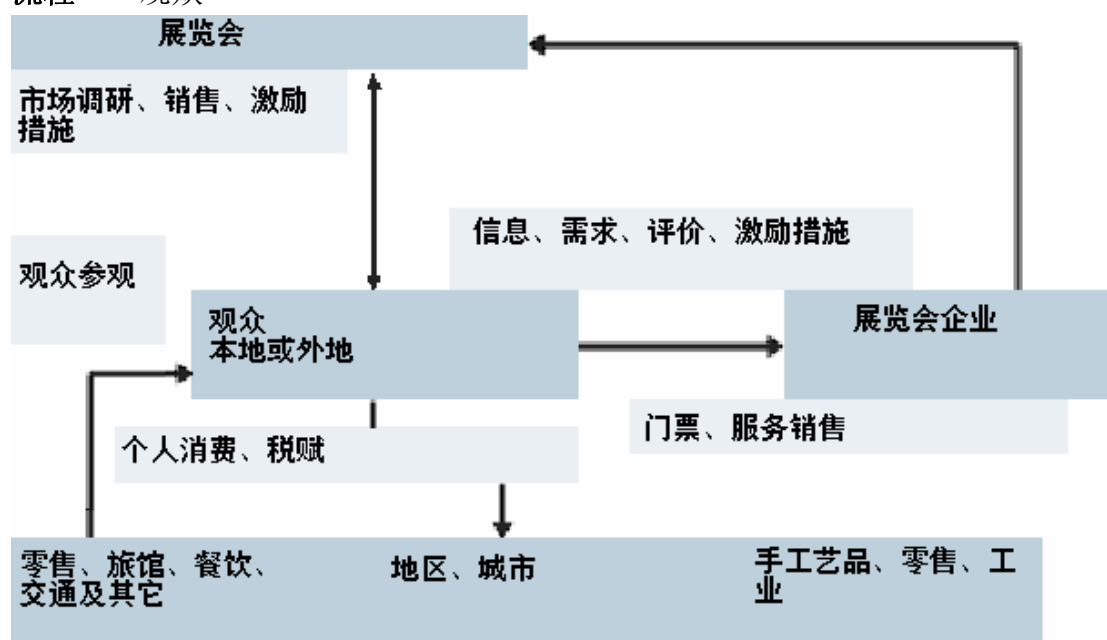 展览会
市场调研、销售、激励
措施
信息、需求、评价、激励措施
观众参观
观众
本地或外地
展览会企业
门票、服务销售
个人消费、税赋
零售、旅馆、餐饮、
交通及其它
地区、城市
手工艺品、零售、工
业